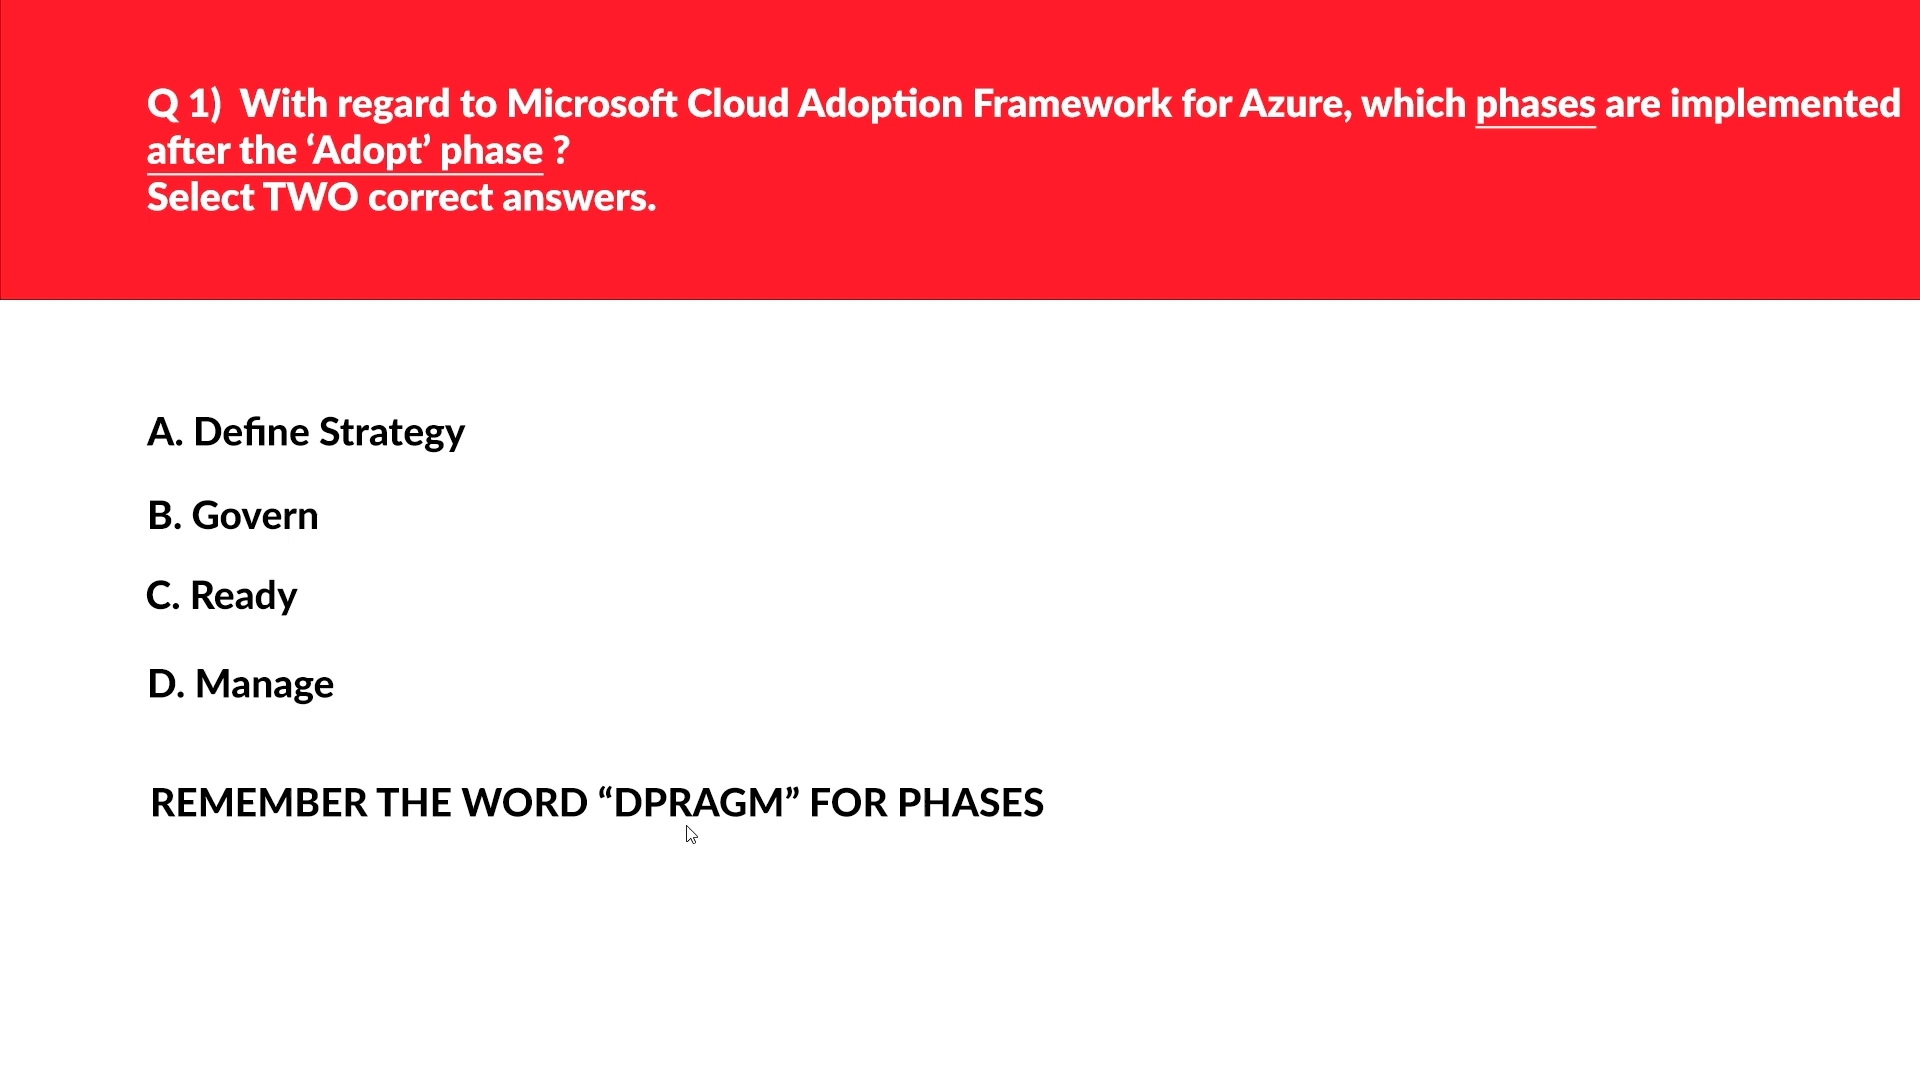 Q 1)  With regard to Microsoft Cloud Adoption Framework for Azure, which phases are implemented
after the ‘Adopt’ phase ?
Select TWO correct answers.
A. Define Strategy
B. Govern
C. Ready
D. Manage
REMEMBER THE WORD “DPRAGM” FOR PHASES